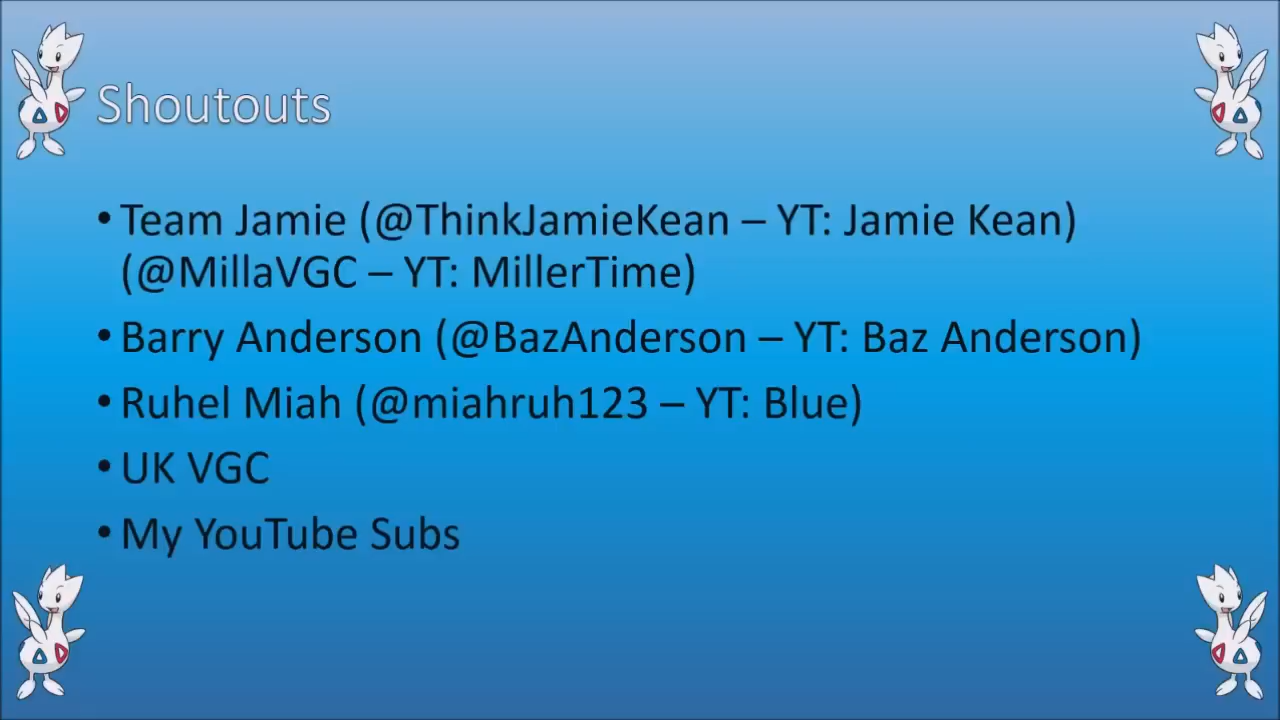 Shoutouts
• Team Jamie (@ThinkJamieKean – YT: Jamie Kean)
(@MillaVGC – YT: MillerTime)
• Barry Anderson (@BazAnderson – YT: Baz Anderson)
• Ruhel Miah (@miahruh123 – YT: Blue)
• UK VGC
• My YouTube Subs